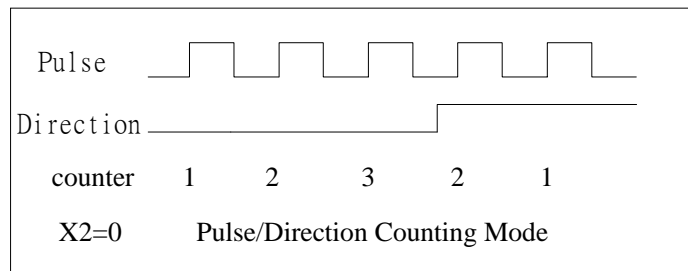 Pulse
Direction
counter 1 2 3 2 1
X2=0 Pulse/Direction Counting Mode